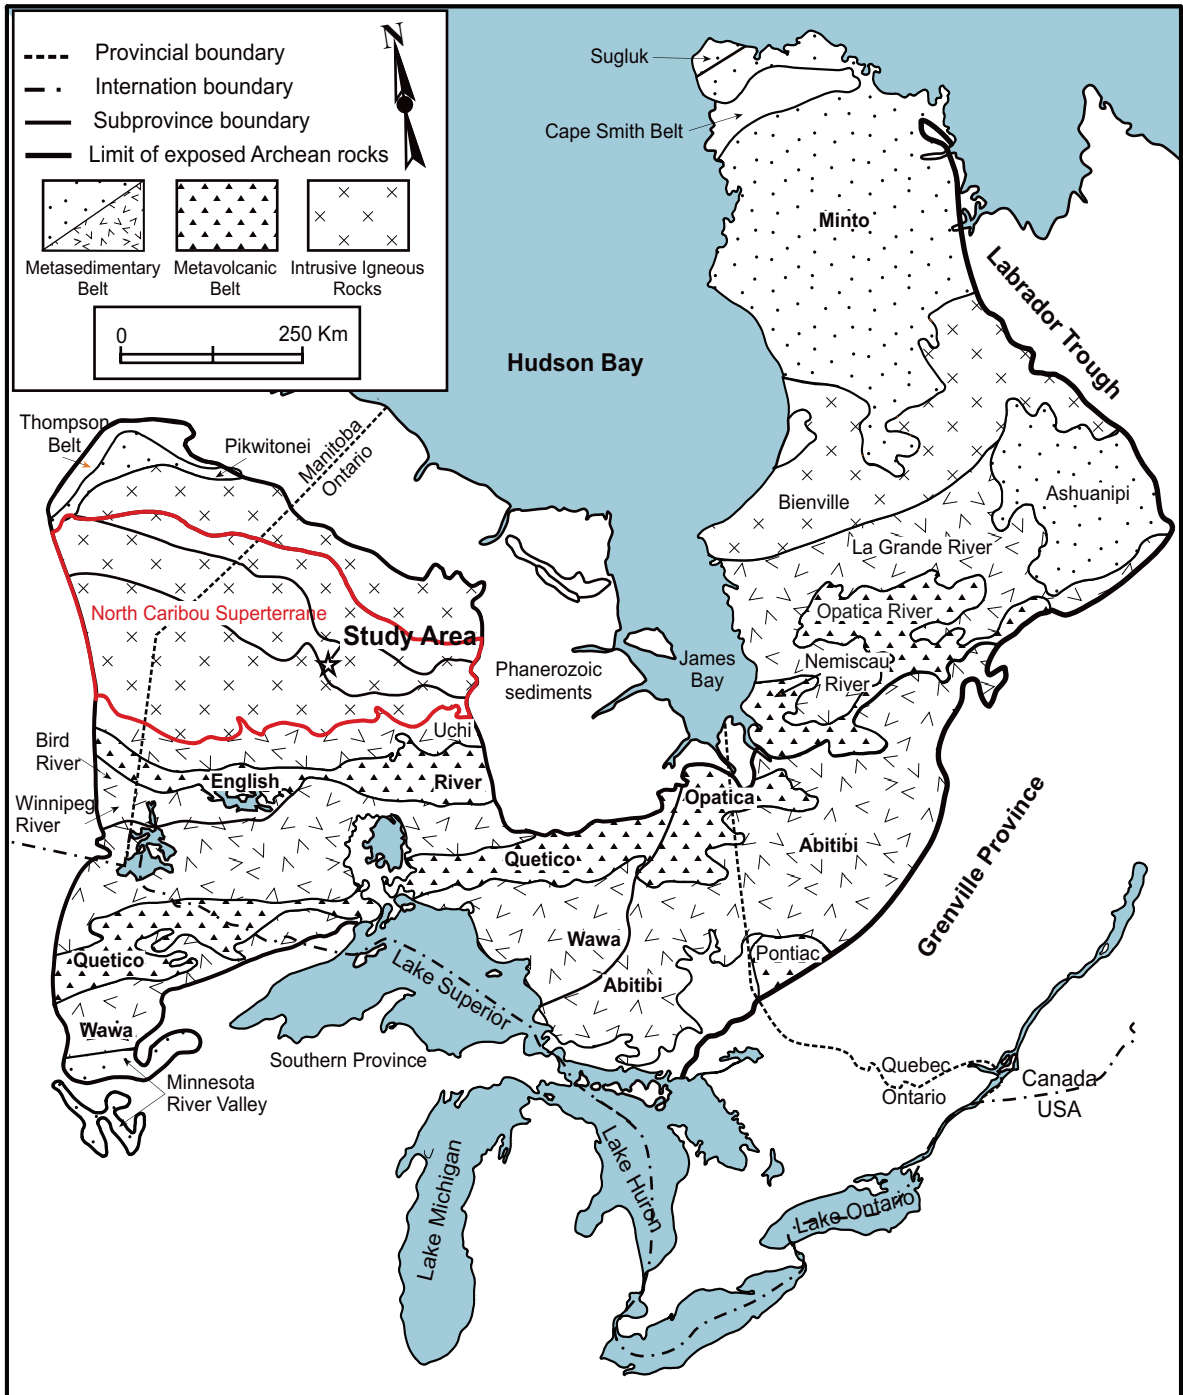 N
Provincial boundary
Internation boundary
Subprovince boundary
Limit of exposed Archean rocks
Metasedimentary
Belt
Metavolcanic
Belt
Intrusive Igneous
Rocks
0
250 Km
Sugluk
Cape Smith Belt
Minto
Labrador Trough
Hudson Bay
Thompson
Belt
Pikwitonei
Manitoba
Ontario
Bienville
Ashuanipi
La Grande River
North Caribou Superterrane
Study Area
Opatica River
Nemiscau
River
Phanerozoic
sediments
James
Bay
Uchi
Bird
River
English
River
Winnipeg
River
Opatica
Quetico
Abitibi
Grenville Province
Wawa
Pontiac
Quetico
Abitibi
Lake Superior
Wawa
Southern Province
Minnesota
River Valley
Quebec
Ontario
Canada
USA
Lake Michigan
Lake Huron
Lake Ontario